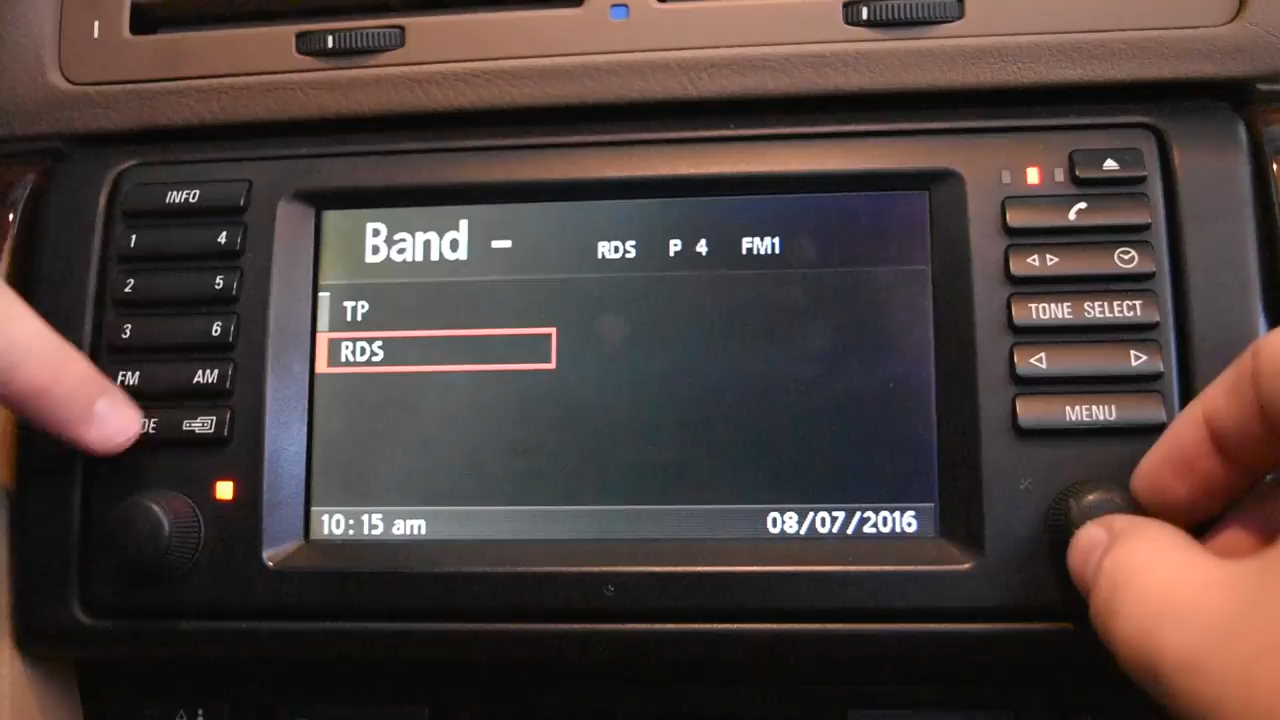 INFO
1 4
2 5
3 6
FM AM
DE
Band - RDS P 4 FM1
TP
RDS
10:15 am 08/07/2016
TONE SELECT
MENU